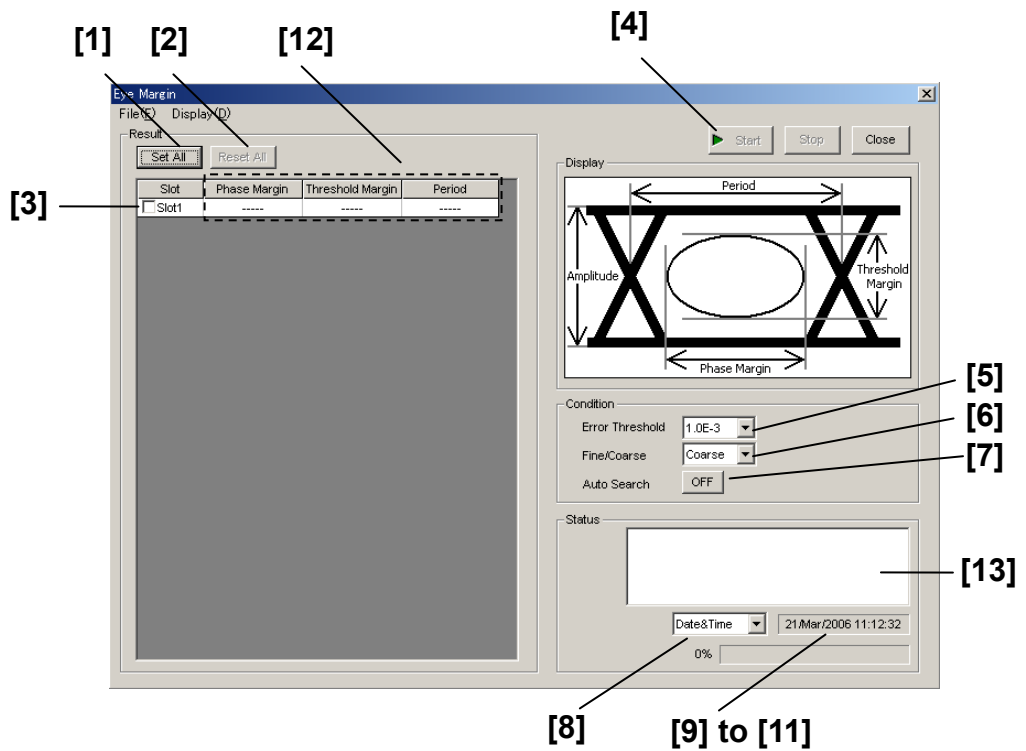 [1] [2] [12] [4]
Eye Margin
File(F) Display(D)
Result
Set All Reset All
Start Stop Close
[3]
Slot Phase Margin Threshold Margin Period
Slot1 ----- ----- -----
Display
Period
Amplitude
Threshold
Margin
Phase Margin
Condition
Error Threshold 1.0E-3
[5]
Fine/Coarse Coarse
[6]
Auto Search OFF
[7]
Status
[13]
Date&Time 21/Mar/2006 11:12:32
0%
[8] [9] to [11]